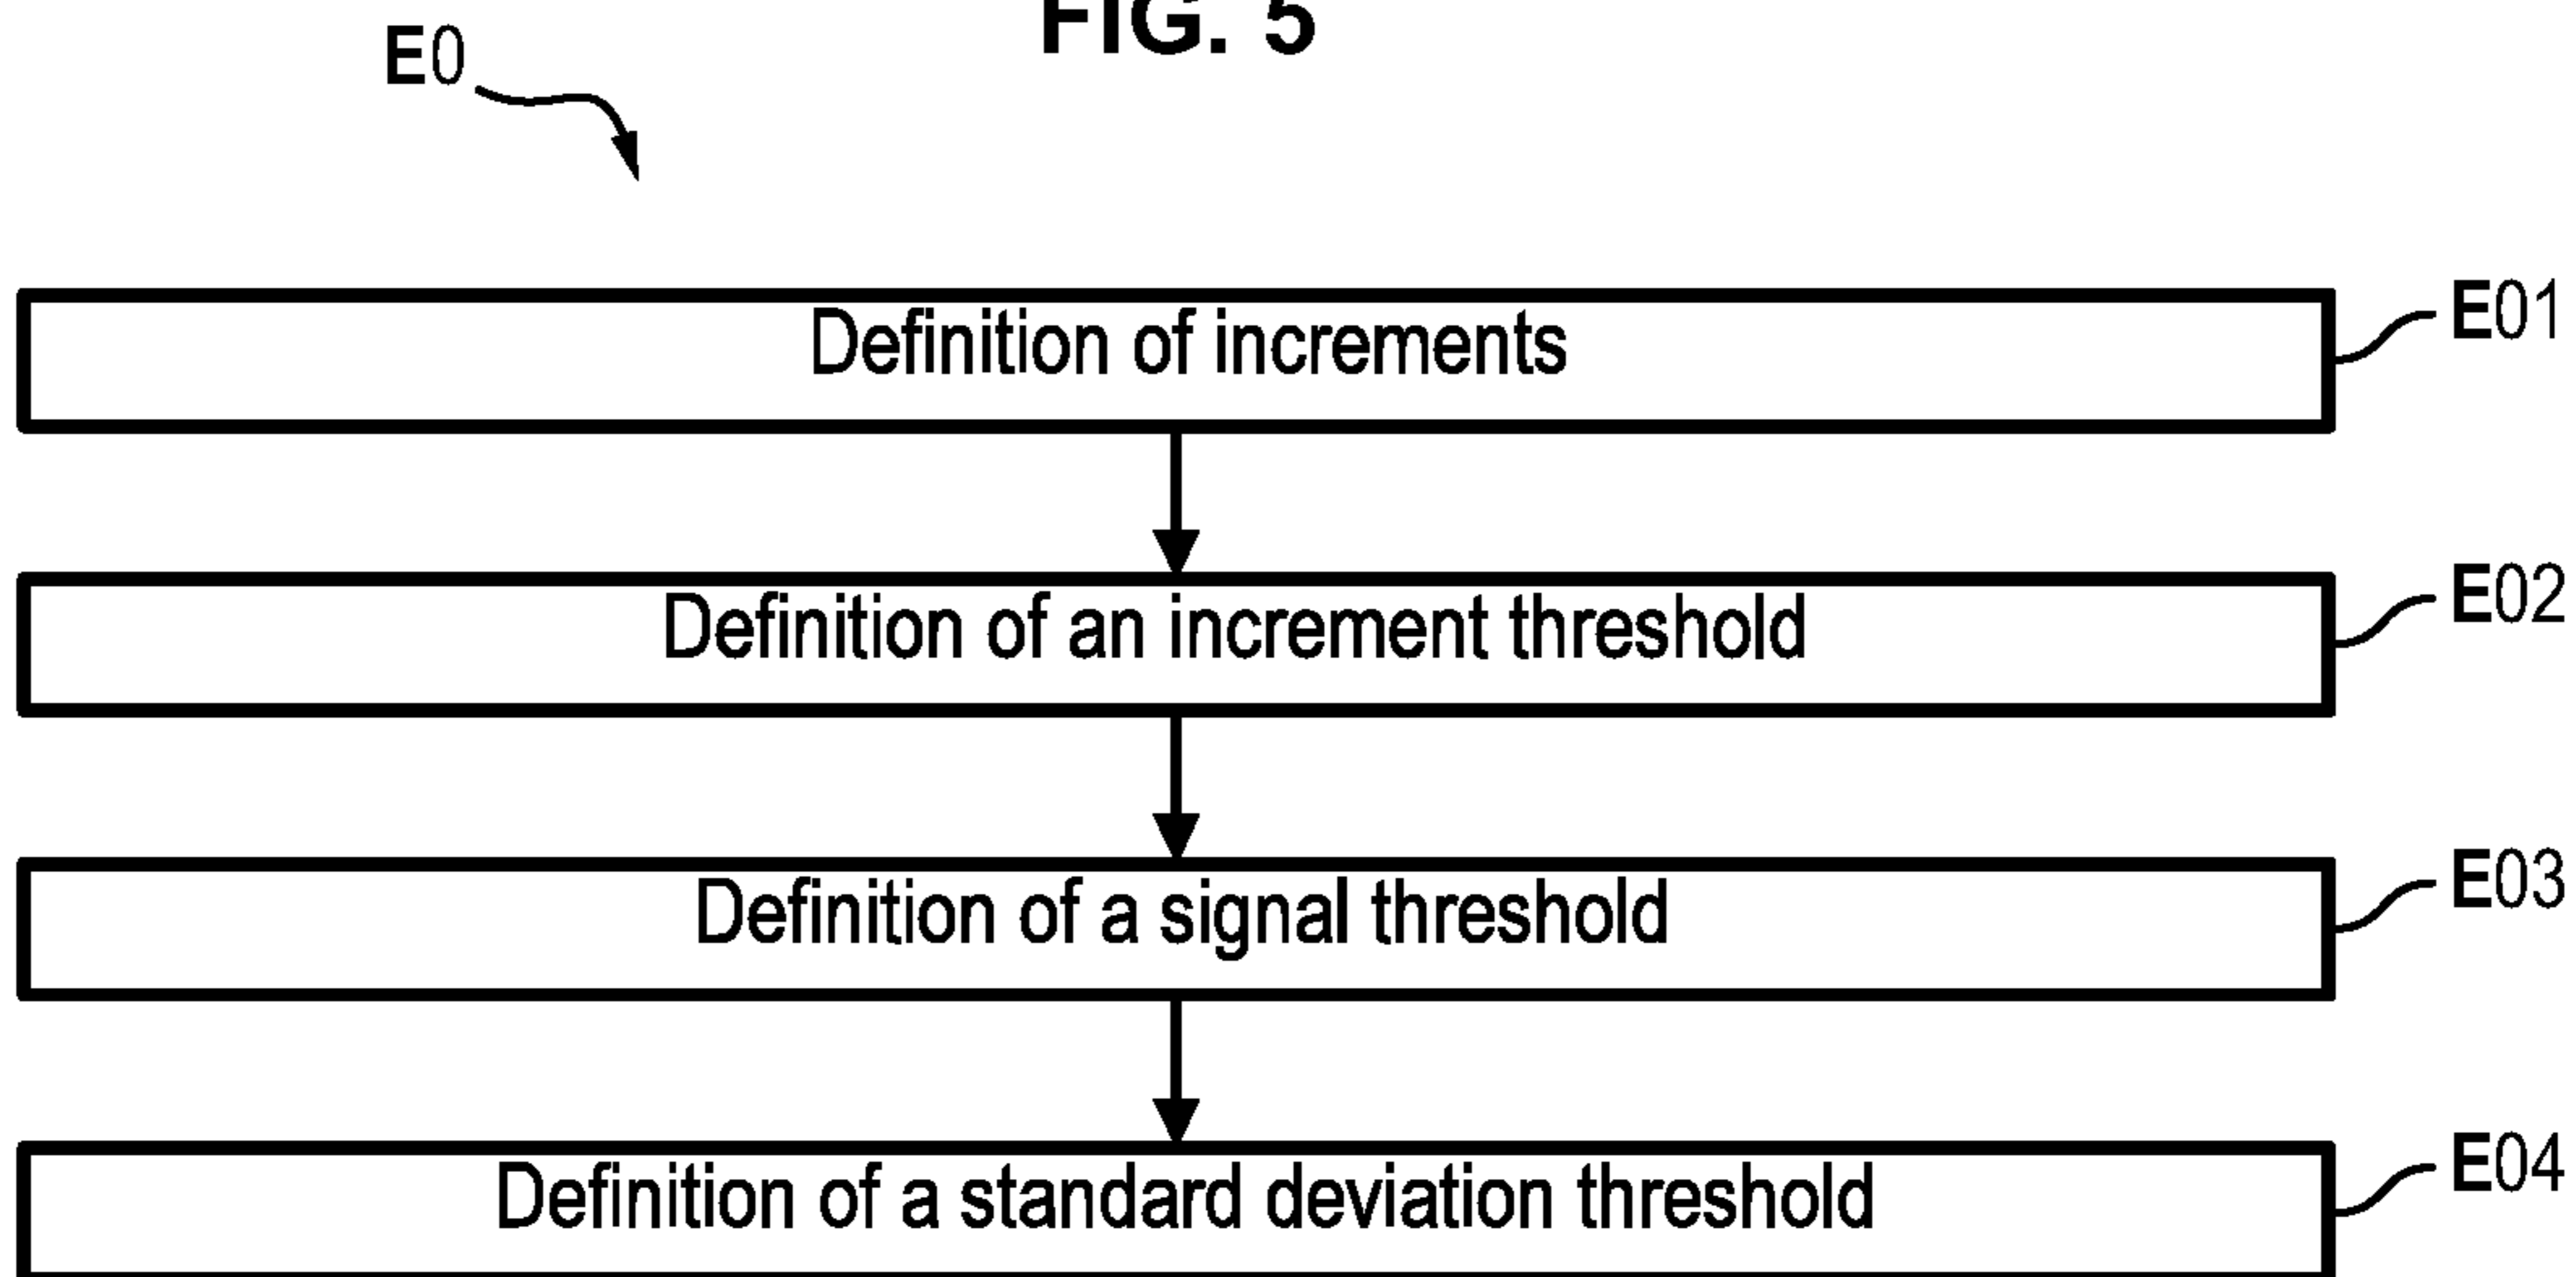 FIG. 5
E0
Definition of increments
E01
Definition of an increment threshold
E02
Definition of a signal threshold
E03
Definition of a standard deviation threshold
E04